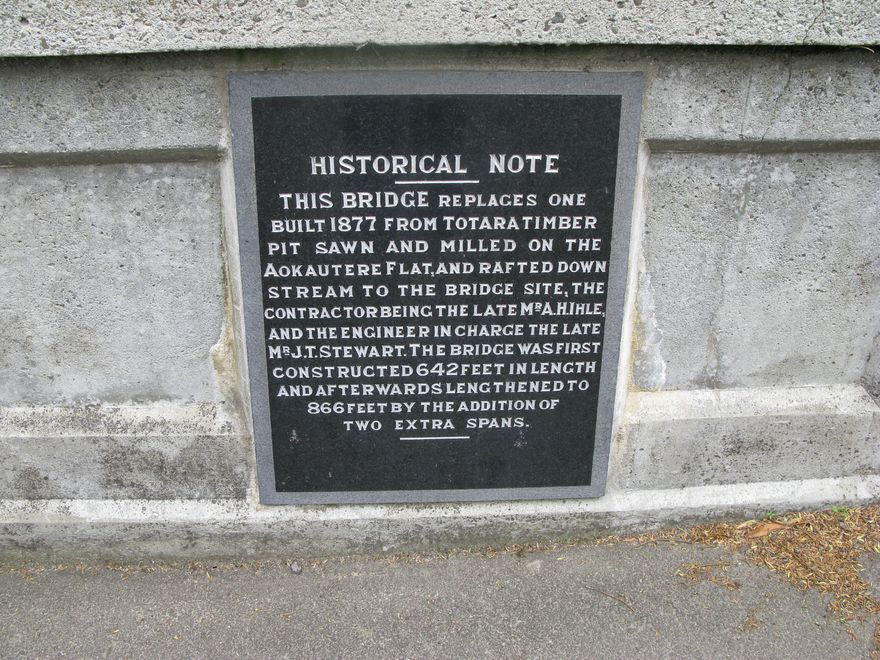 HISTORICAL NOTE
THIS BRIDGE REPLACES ONE
BUILT 1877 FROM TOTARA TIMBER
PIT SAWN AND MILLED ON THE
AOKAUTERE FLAT, AND RAFTED DOWN
STREAM TO THE BRIDGE SITE, THE
CONTRACTOR BEING THE LATE MR. A.H. IHLE,
AND THE ENGINEER IN CHARGE THE LATE
MR. J.T. STEWART. THE BRIDGE WAS FIRST
CONSTRUCTED 642 FEET IN LENGTH
AND AFTERWARDS LENGTHENED TO
866 FEET BY THE ADDITION OF
TWO EXTRA SPANS.